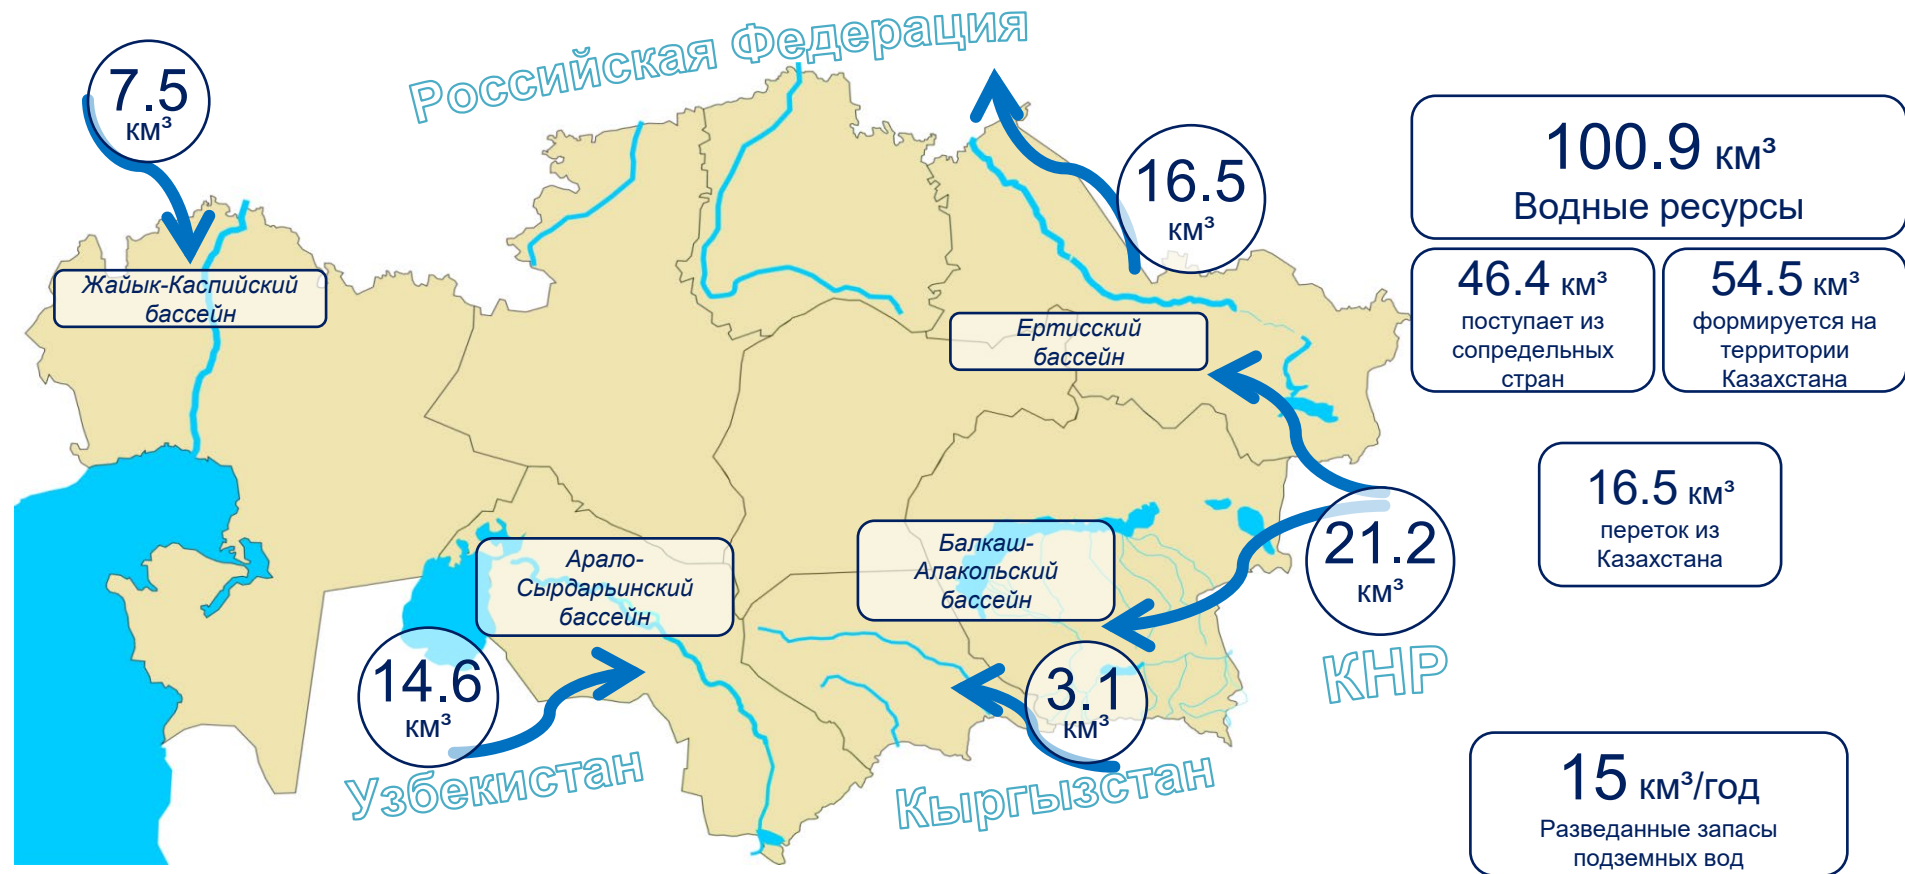 Российская Федерация
7.5
км³
16.5
км³
100.9 км³
Водные ресурсы
46.4 км³
поступает из
сопредельных
стран
54.5 км³
формируется на
территории
Казахстана
Жайык-Каспийский
бассейн
Ертисский
бассейн
16.5 км³
переток из
Казахстана
Арало-
Сырдарьинский
бассейн
Балкаш-
Алакольский
бассейн
21.2
км³
КНР
14.6
км³
3.1
км³
Узбекистан
Кыргызстан
15 км³/год
Разведанные запасы
подземных вод